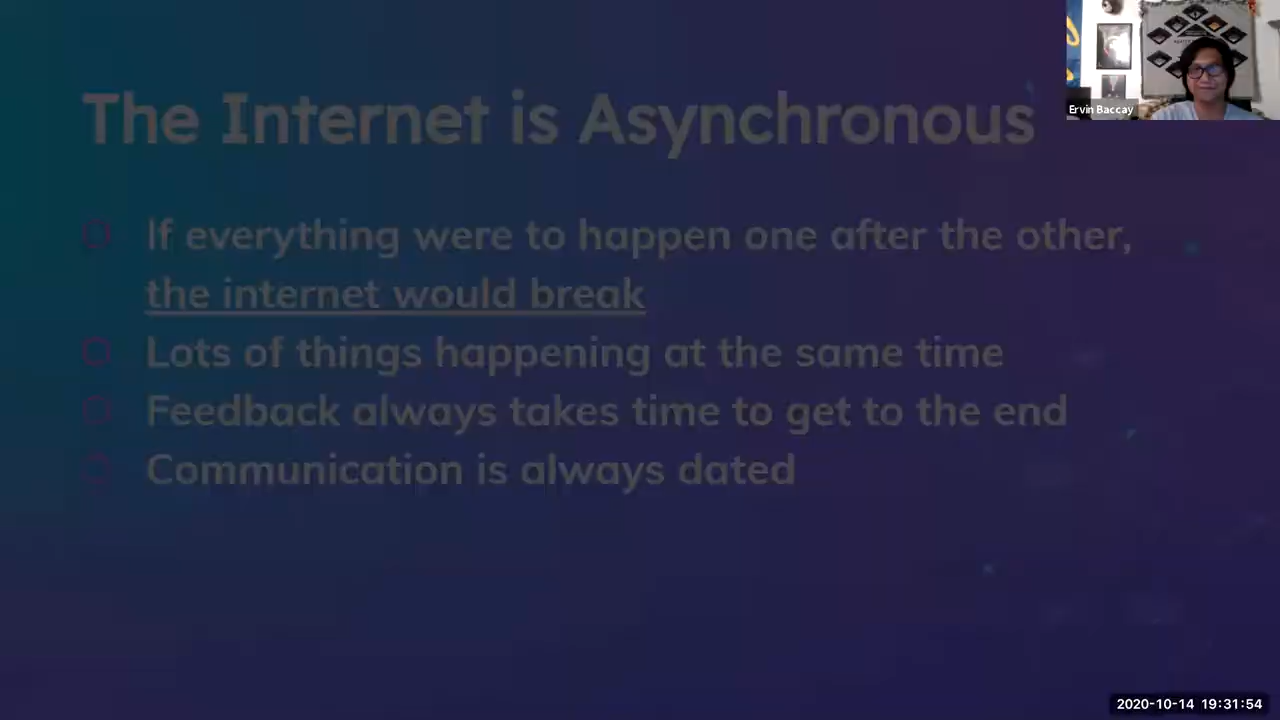 The Internet is Asynchronous
If everything were to happen one after the other,
the internet would break
Lots of things happening at the same time
Feedback always takes time to get to the end
Communication is always dated
Ervin Baccay
2020-10-14 19:31:54